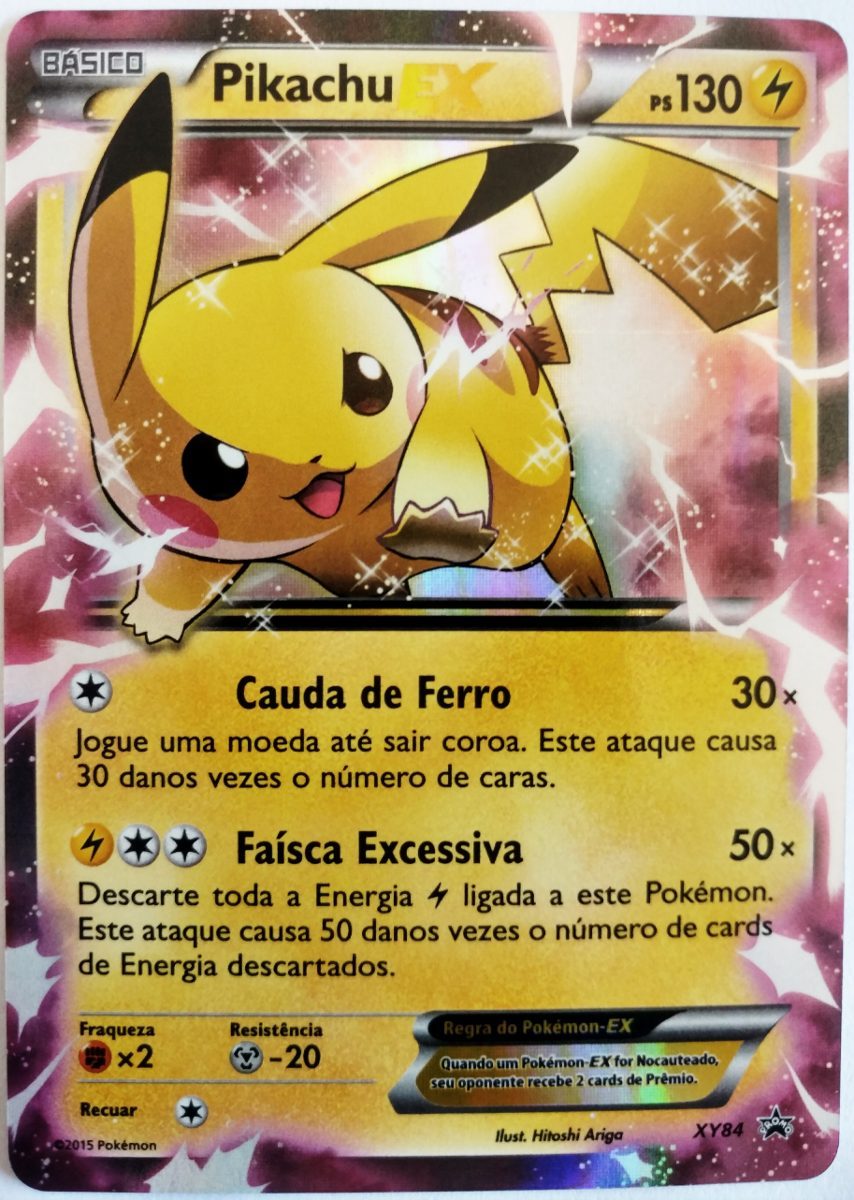 BÁSICO
Pikachu EX
PS130
Cauda de Ferro 30x
Jogue uma moeda até sair coroa. Este ataque causa
30 danos vezes o número de caras.
Faísca Excessiva 50x
Descarte toda a Energia ligada a este Pokémon.
Este ataque causa 50 danos vezes o número de cards
de Energia descartados.
Fraqueza Resistência
x2 -20
Regra do Pokémon-EX
Quando um Pokémon-EX for Nocauteado,
seu oponente recebe 2 cards de Prêmio.
Recuar
©2015 Pokémon
Ilust. Hitoshi Ariga
XY84
PROMO